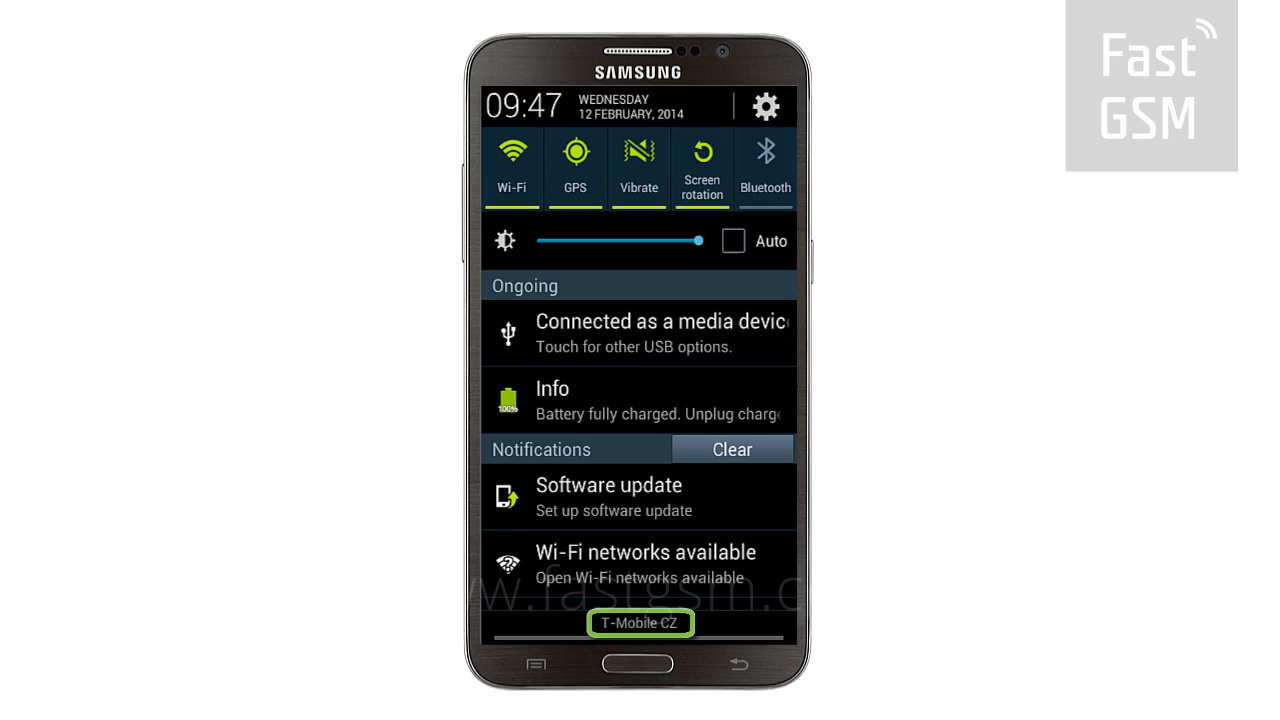 Fast
GSM
SAMSUNG
09:47
WEDNESDAY
12 FEBRUARY, 2014
Wi-Fi
GPS
Vibrate
Screen
rotation
Bluetooth
Auto
Ongoing
Connected as a media devic
Touch for other USB options.
Info
100%
Battery fully charged. Unplug charg
Notifications
Clear
Software update
Set up software update
Wi-Fi networks available
Open Wi-Fi networks available
w.fastgsm.c
T-Mobile CZ